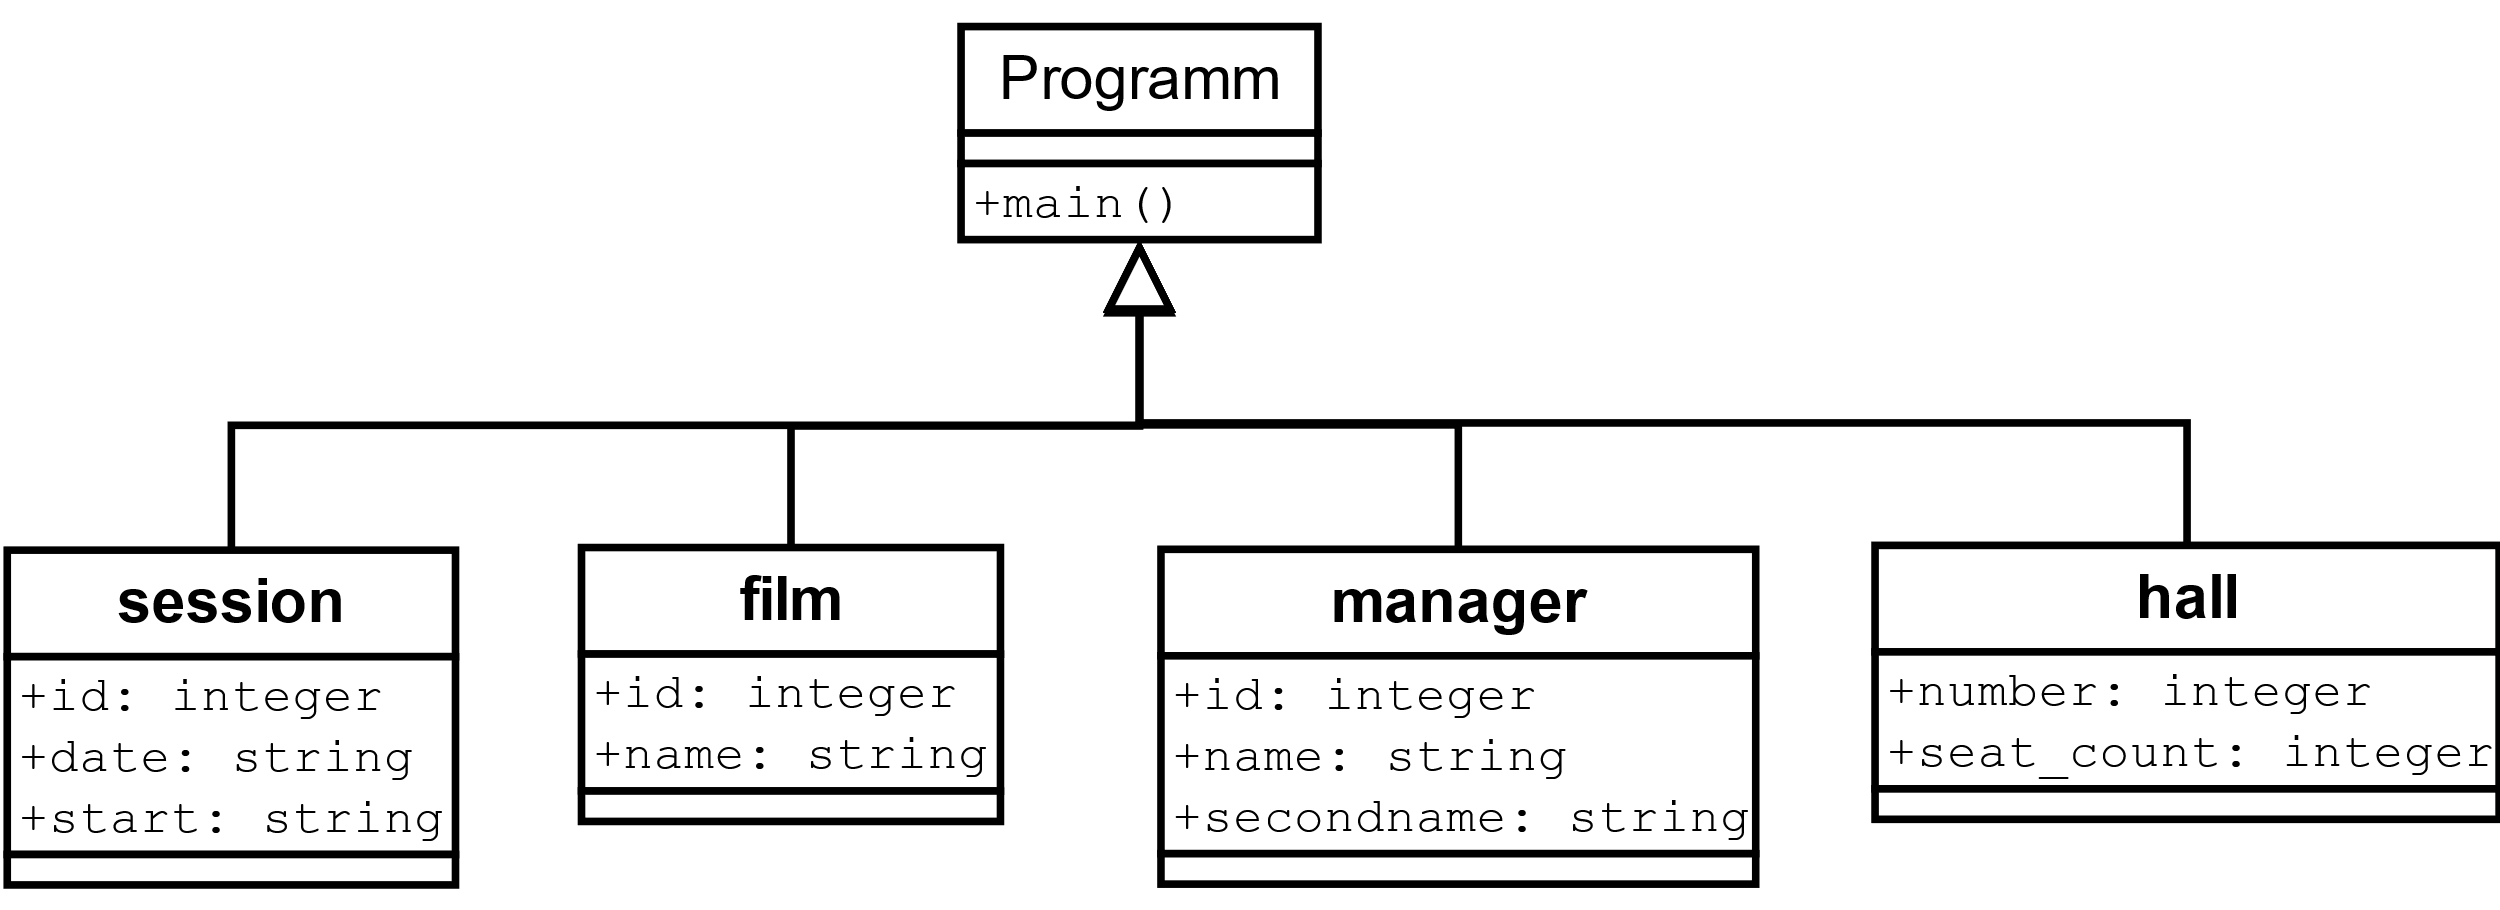 Programm
+main()
session
+id: integer
+date: string
+start: string
film
+id: integer
+name: string
manager
+id: integer
+name: string
+secondname: string
hall
+number: integer
+seat_count: integer